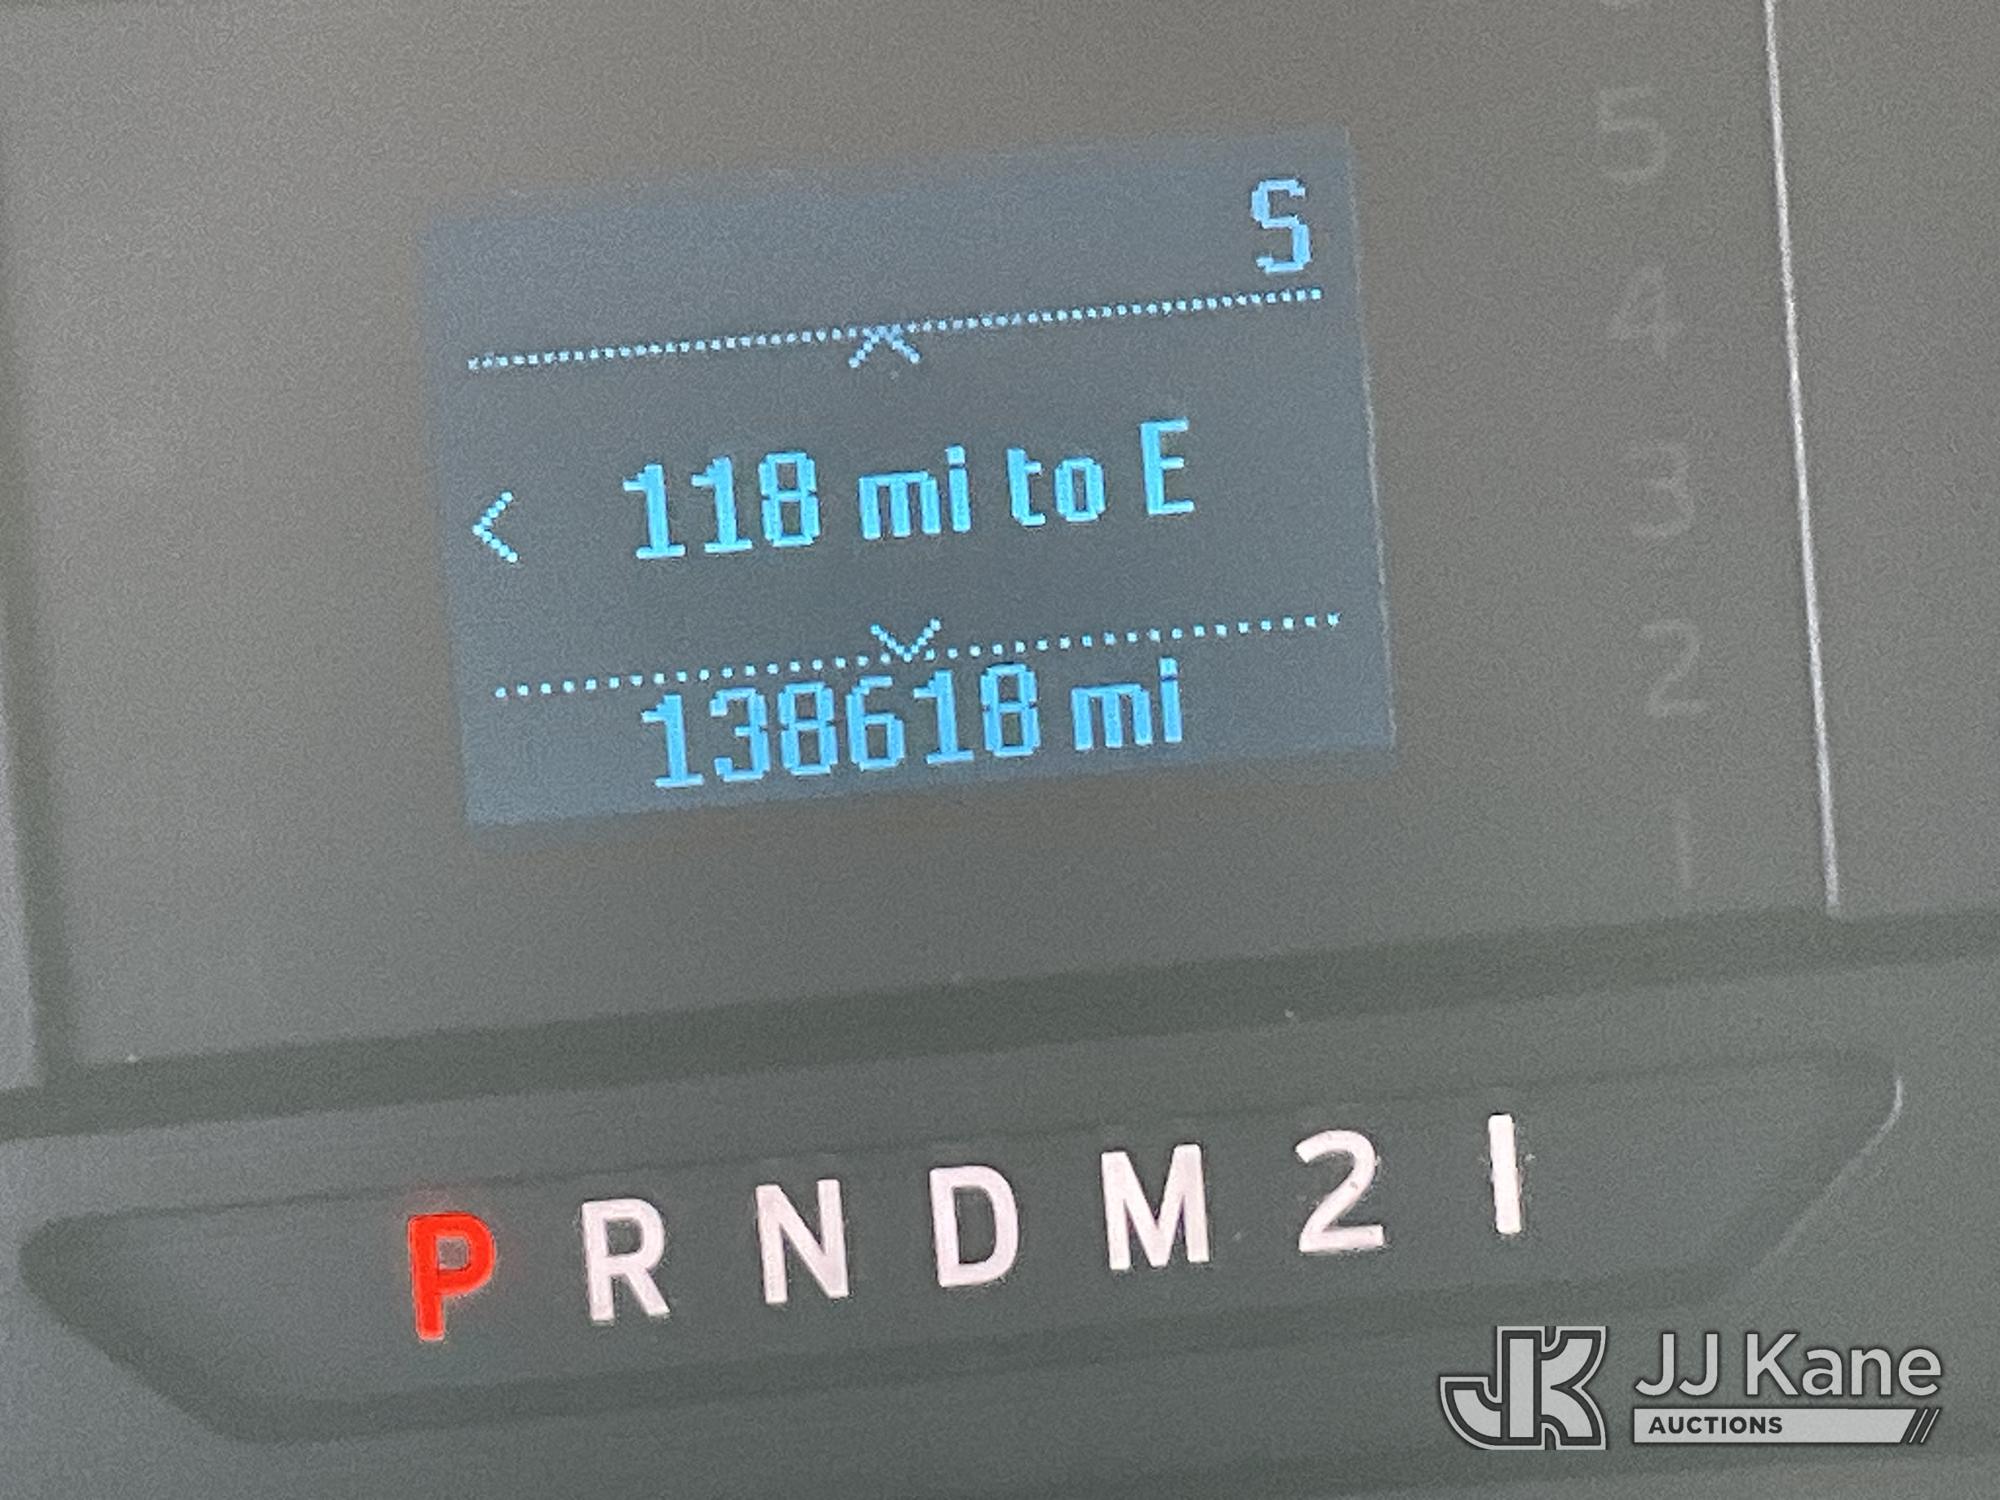 S
118 mi to E
138618 mi
5
4
3
2
1
P R N D M 2 1
JJ Kane
AUCTIONS